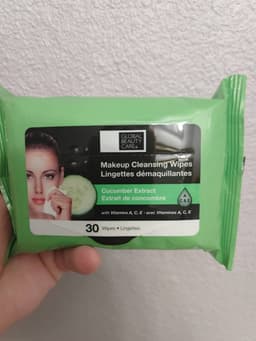 GLOBAL
BEAUTY
CARE
Makeup Cleansing Wipes
Lingettes démaquillantes
Cucumber Extract
Extrait de concombre
with Vitamins A, C, E • avec Vitamines A, C, E
30 Wipes • Lingettes